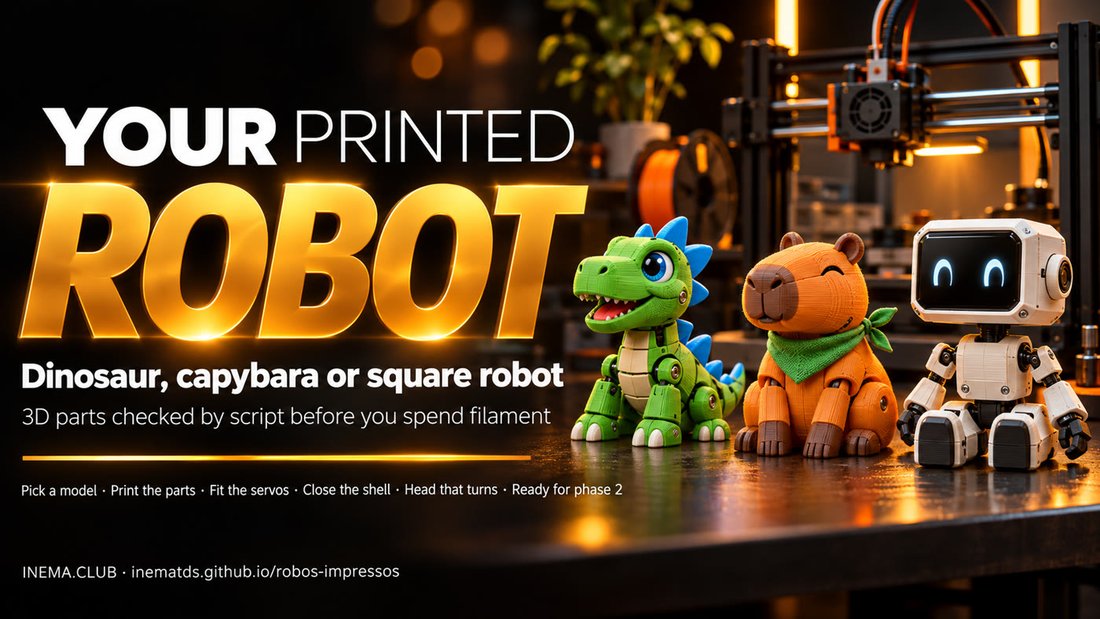 YOUR PRINTED
ROBOT
Dinosaur, capybara or square robot
3D parts checked by script before you spend filament
Pick a model · Print the parts · Fit the servos · Close the shell · Head that turns · Ready for phase 2
INEMA.CLUB · inematds.github.io/robos-impressos